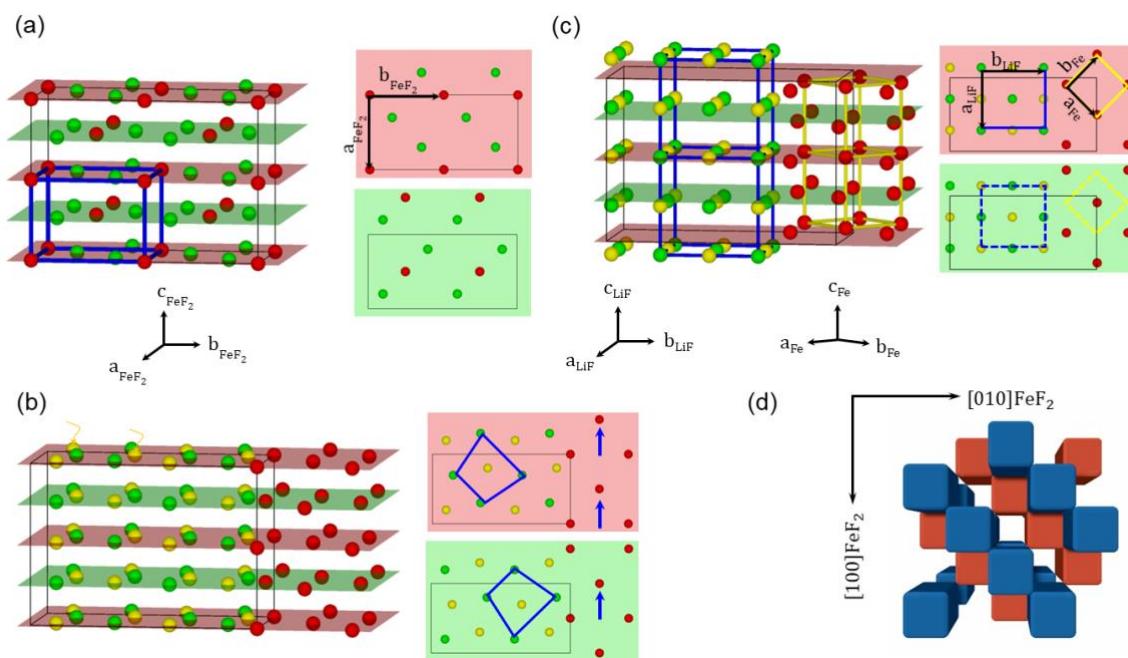 (a)
b_FeF₂
a_FeF₂
c_FeF₂
b_FeF₂
a_FeF₂
(b)
(c)
b_LiF
a_LiF
b_Fe
a_Fe
c_LiF
b_LiF
a_LiF
c_Fe
a_Fe
b_Fe
(d)
[010]FeF₂
[100]FeF₂